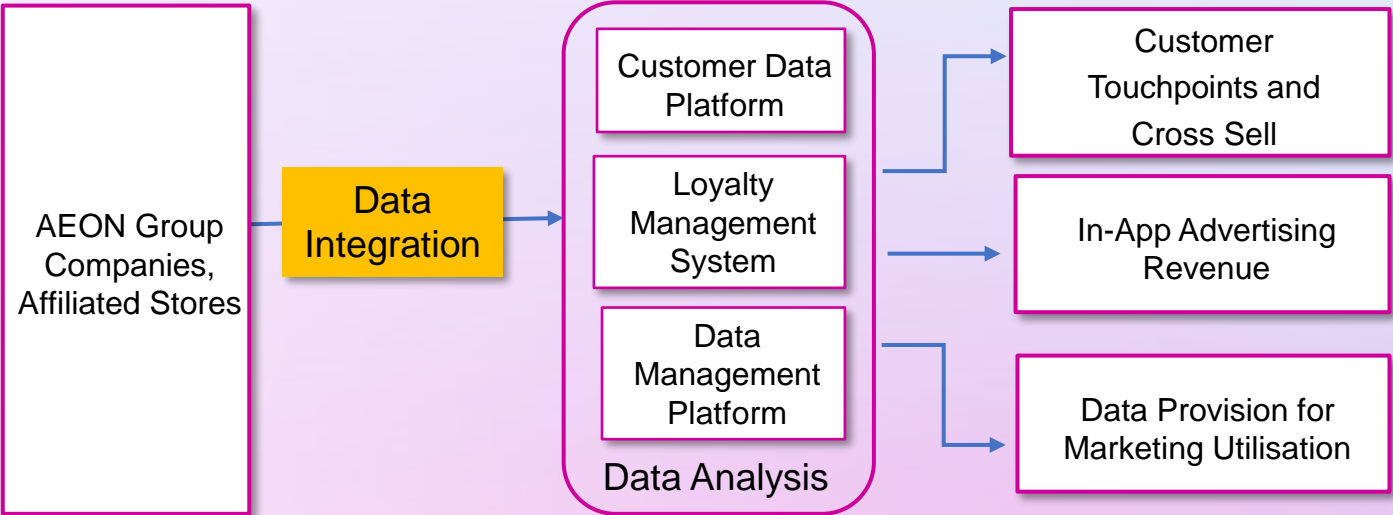 AEON Group
Companies,
Affiliated Stores
Data
Integration
Customer Data
Platform
Loyalty
Management
System
Data
Management
Platform
Data Analysis
Customer
Touchpoints and
Cross Sell
In-App Advertising
Revenue
Data Provision for
Marketing Utilisation